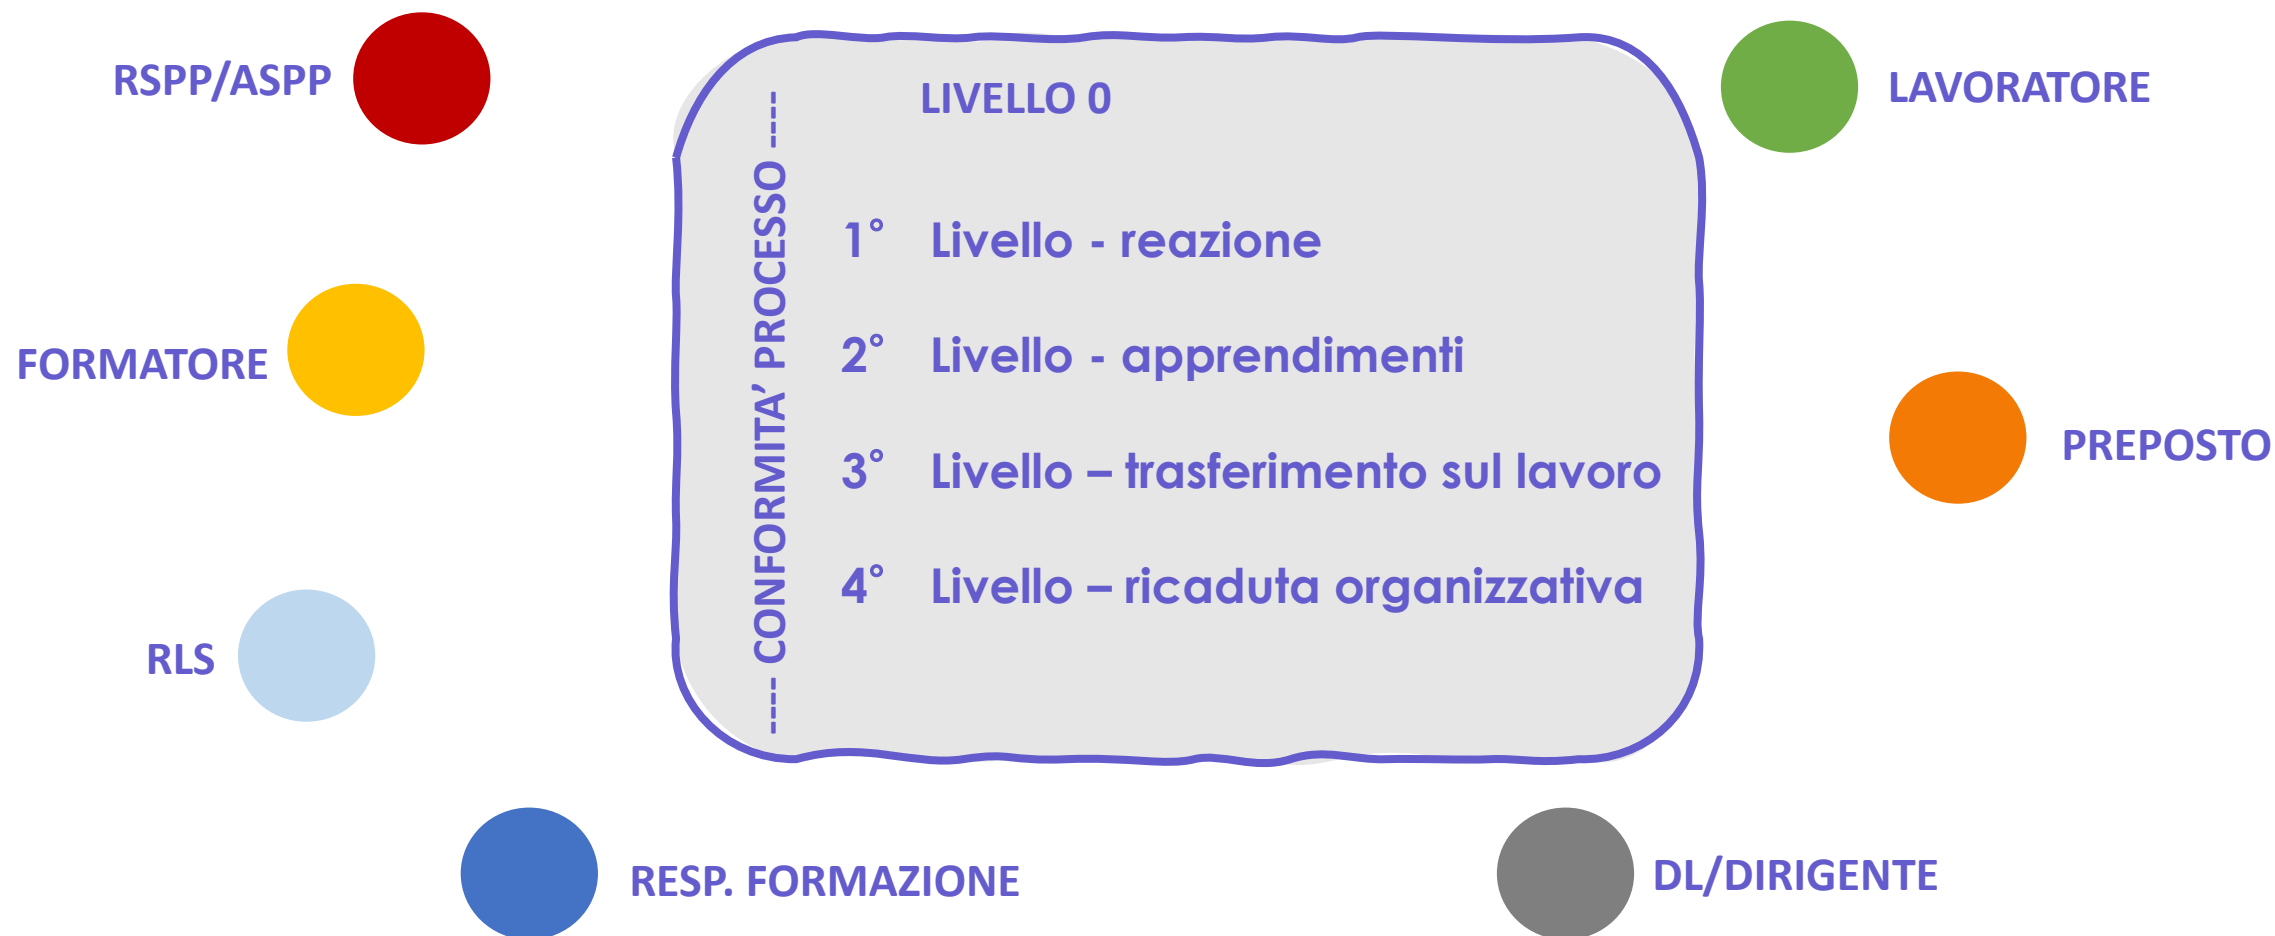 RSPP/ASPP
LIVELLO 0
LAVORATORE
---- CONFORMITA’ PROCESSO ----
1° Livello - reazione
2° Livello - apprendimenti
3° Livello – trasferimento sul lavoro
4° Livello – ricaduta organizzativa
FORMATORE
PREPOSTO
RLS
RESP. FORMAZIONE
DL/DIRIGENTE